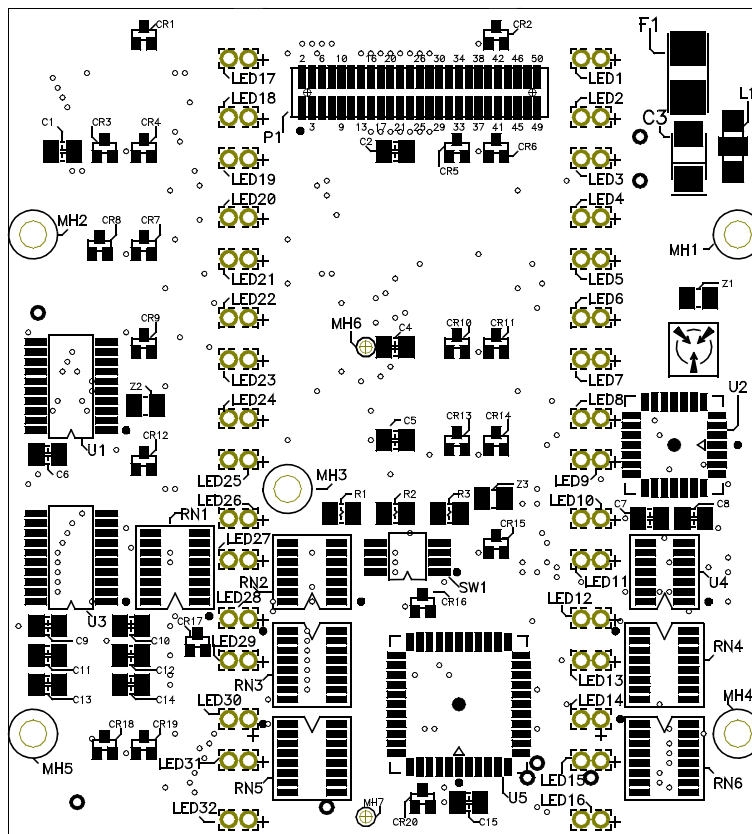 CR1 CR2 F1
LED17 2 6 10 16 20 26 30 34 38 42 46 50 LED1
LED18 LED2 L1
P1 3 9 13 17 21 25 29 33 37 41 45 49 C3
C1 CR3 CR4 C2 CR5 CR6
LED19 LED3
LED20 LED4
MH2 CR8 CR7 MH1
LED21 LED5
LED22 LED6 Z1
CR9 MH6 C4 CR10 CR11
LED23 LED7
Z2 LED24 LED8 U2
U1 CR12 C5 CR13 CR14
C6 LED25 MH3 LED9
LED26 R1 R2 R3 Z3 LED10
RN1 C7 C8
LED27 CR15
RN2 SW1 LED11 U4
U3 LED28 CR16 LED12
C9 C10 CR17 LED29 RN4
C11 C12 RN3 LED13
C13 C14 LED30 LED14 MH4
CR18 CR19
MH5 LED31 RN5 LED15 RN6
LED32 MH7 CR20 C15 U5 LED16